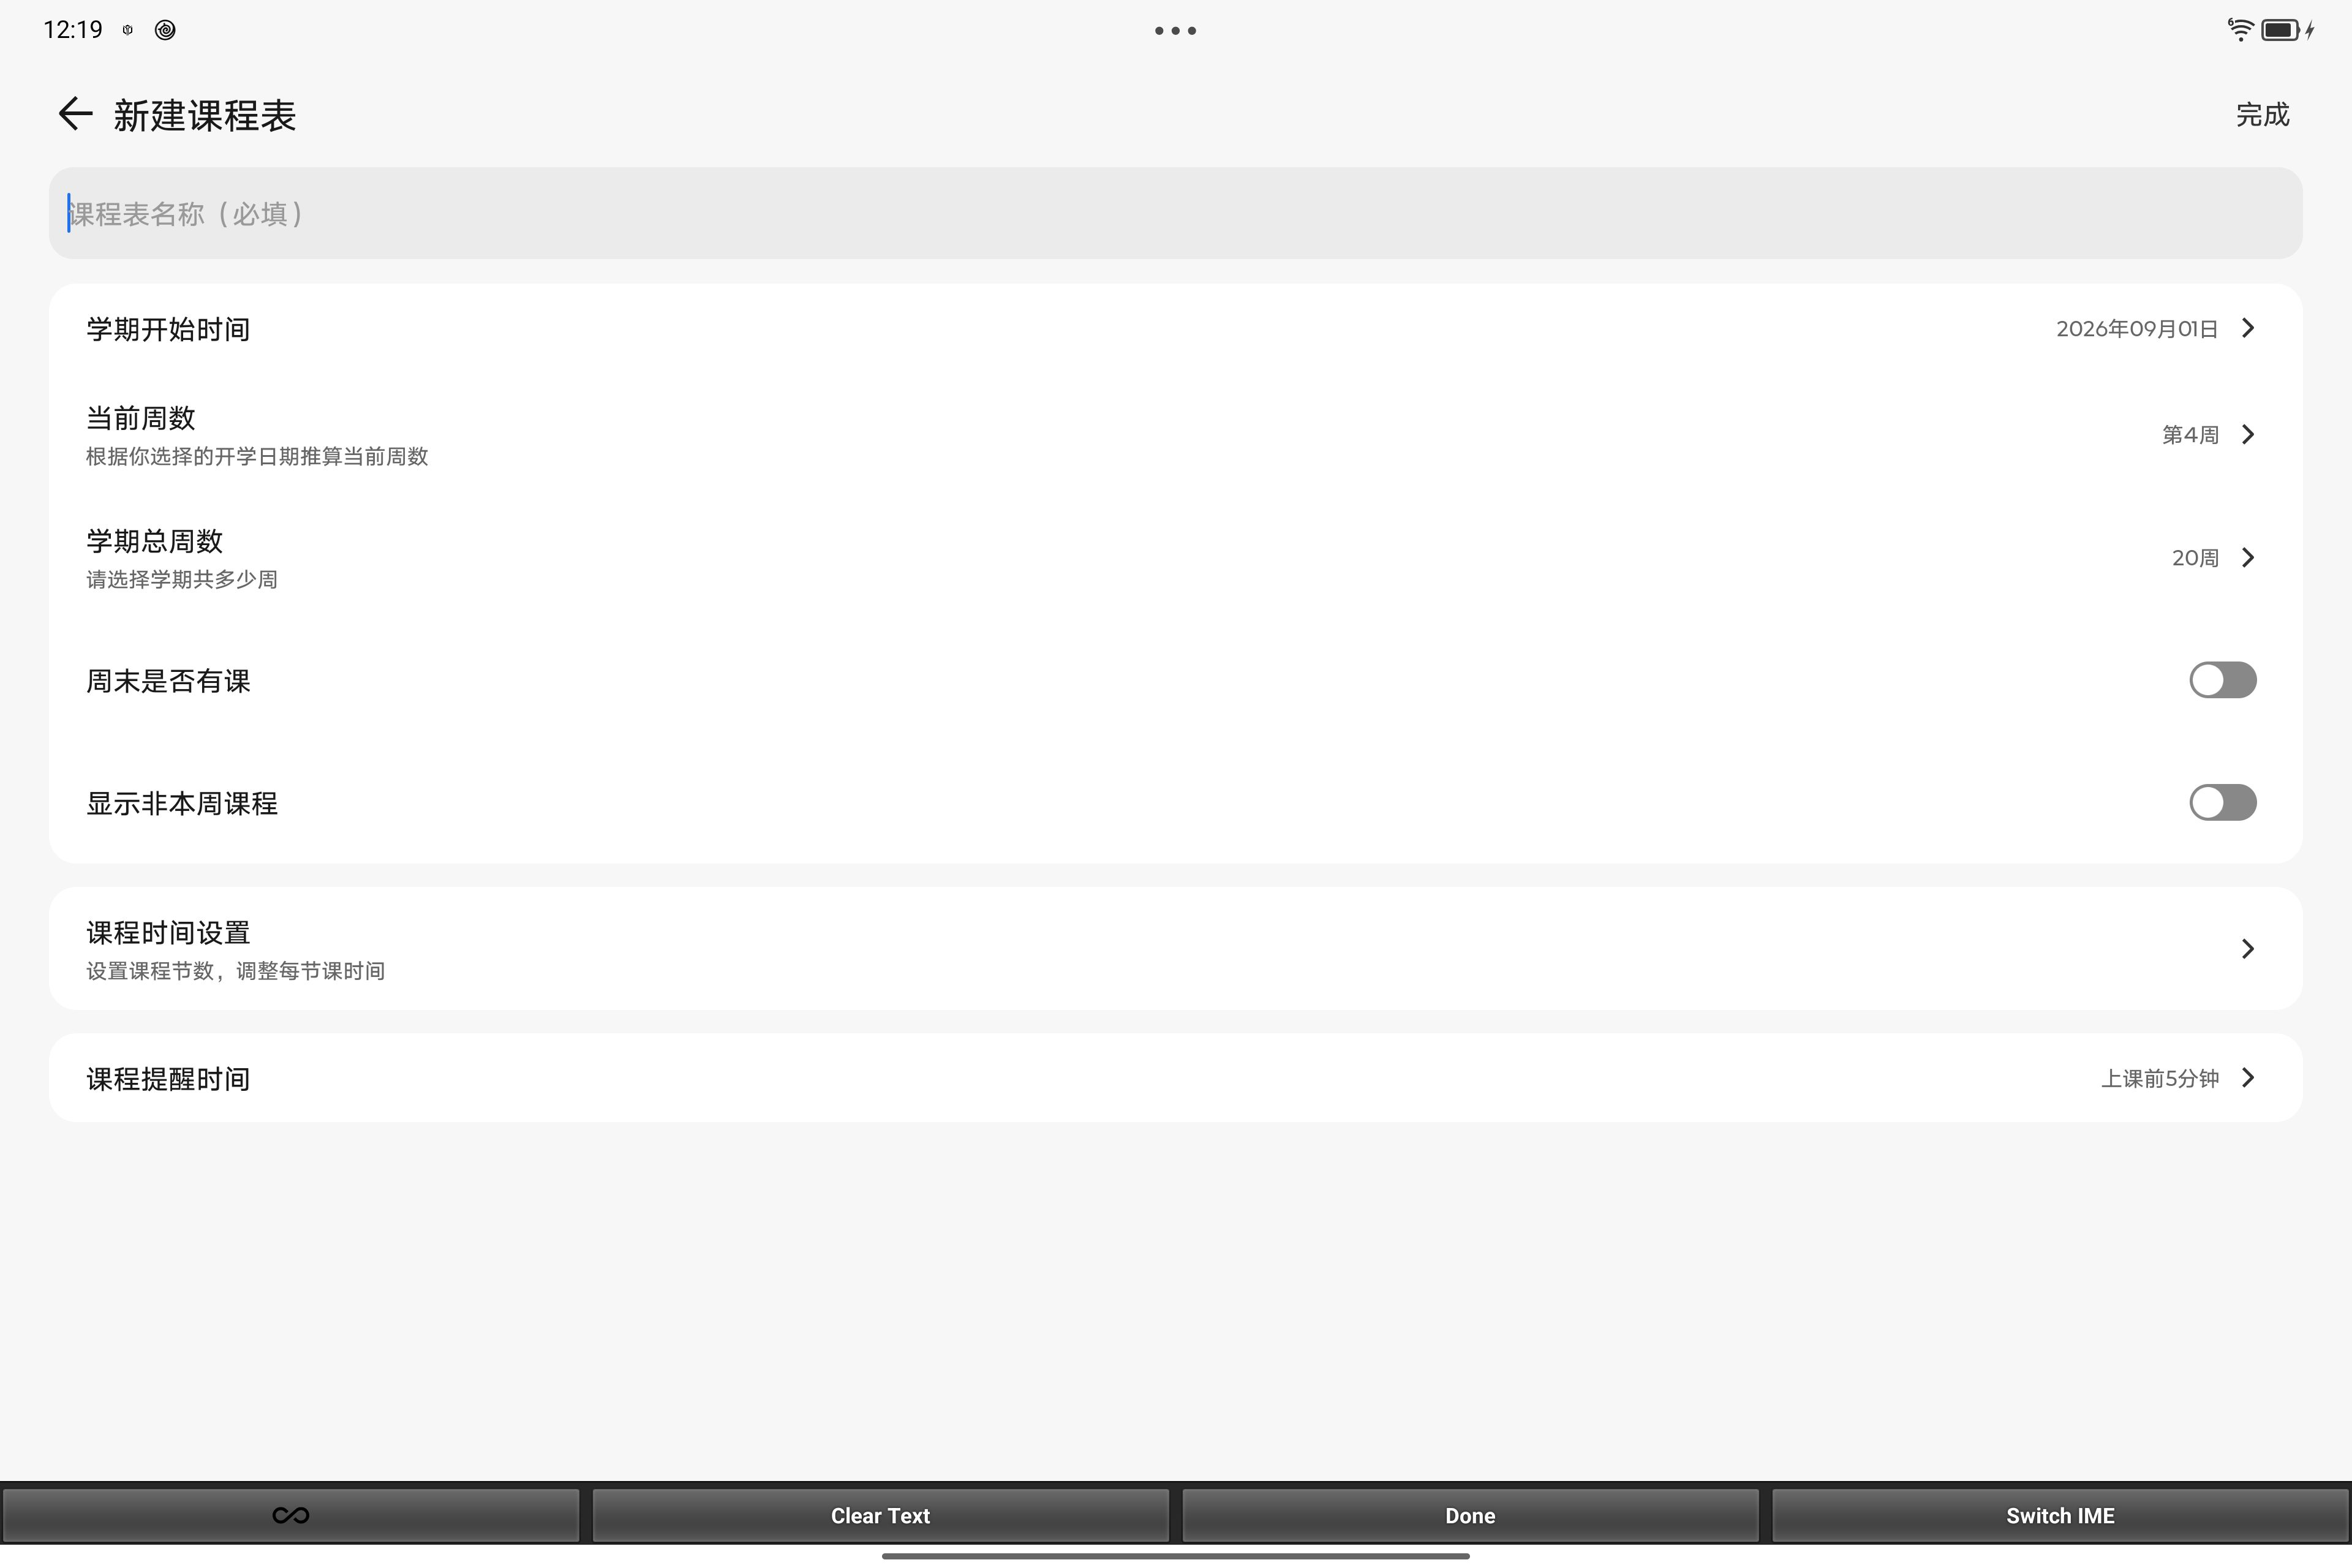 12:19
6
新建课程表
完成
课程表名称（必填）
学期开始时间
2026年09月01日
当前周数
根据你选择的开学日期推算当前周数
第4周
学期总周数
请选择学期共多少周
20周
周末是否有课
显示非本周课程
课程时间设置
设置课程节数，调整每节课时间
课程提醒时间
上课前5分钟
Clear Text
Done
Switch IME